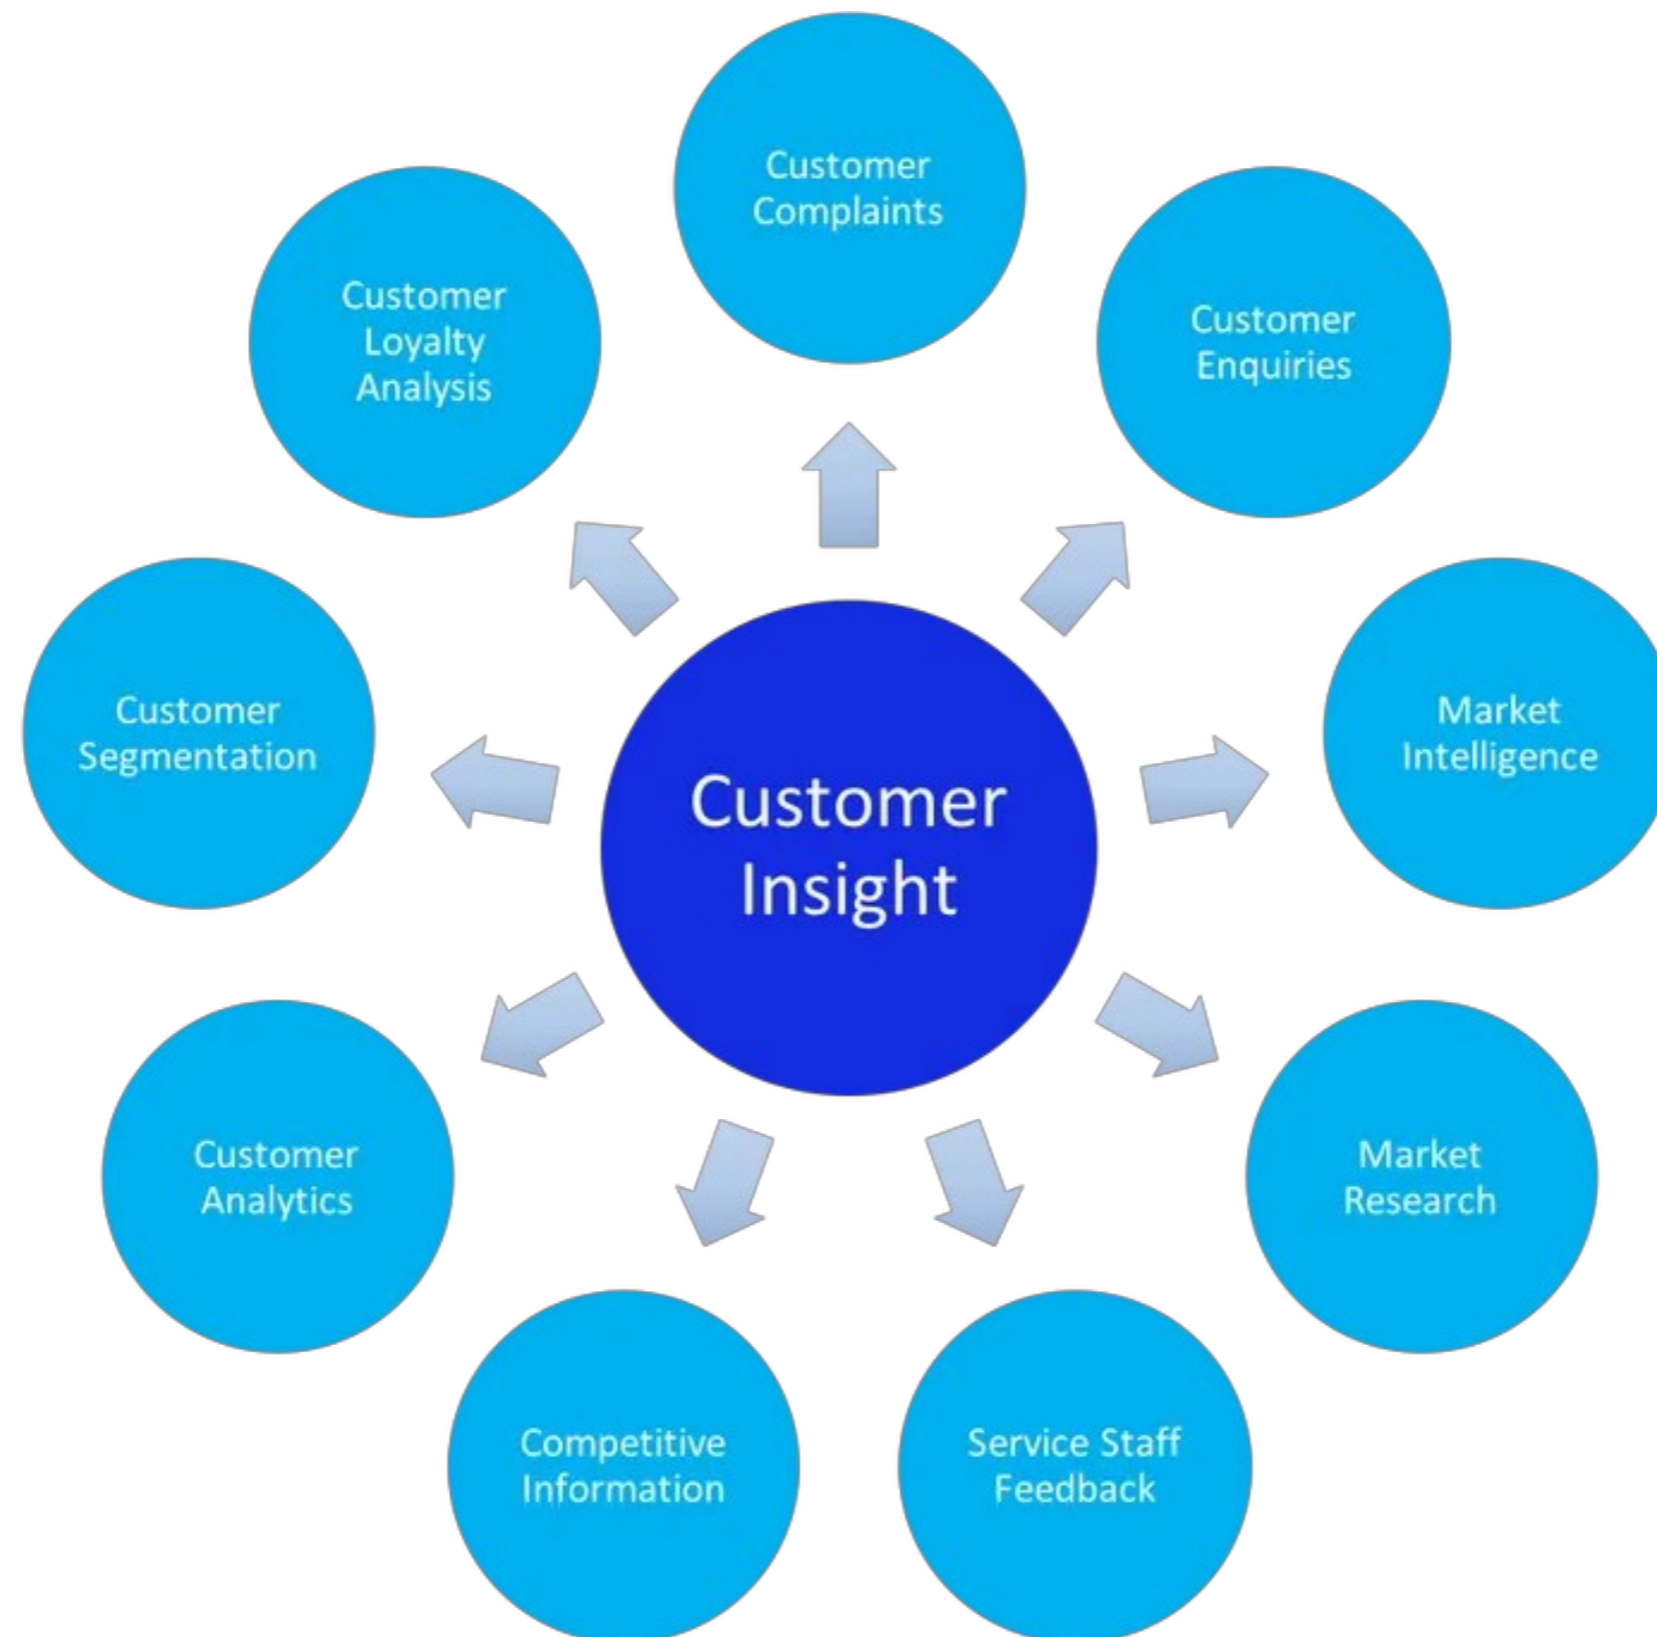 Customer
Complaints
Customer
Enquiries
Market
Intelligence
Market
Research
Service Staff
Feedback
Competitive
Information
Customer
Analytics
Customer
Segmentation
Customer
Loyalty
Analysis
Customer
Insight